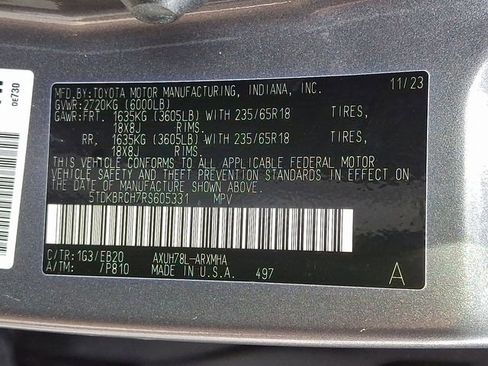 MFD.BY:TOYOTA MOTOR MANUFACTURING, INDIANA, INC. 11/23
GVWR:2720KG (6000LB)
GAWR:FRT. 1635KG (3605LB) WITH 235/65R18 TIRES,
18X8J RIMS.
RR, 1635KG (3605LB) WITH 235/65R18 TIRES,
18X8J RIMS.
THIS VEHICLE CONFORMS TO ALL APPLICABLE FEDERAL MOTOR
VEHICLE SAFETY AND THEFT PREVENTION STANDARDS IN
EFFECT ON THE DATE OF MANUFACTURE SHOWN ABOVE.
5TDKBRCH7RS605331 MPV
C/TR:1G3/EB20 AXUH78L-ARXMHA
A/TM: /P810 MADE IN U.S.A. 497 A
0E730